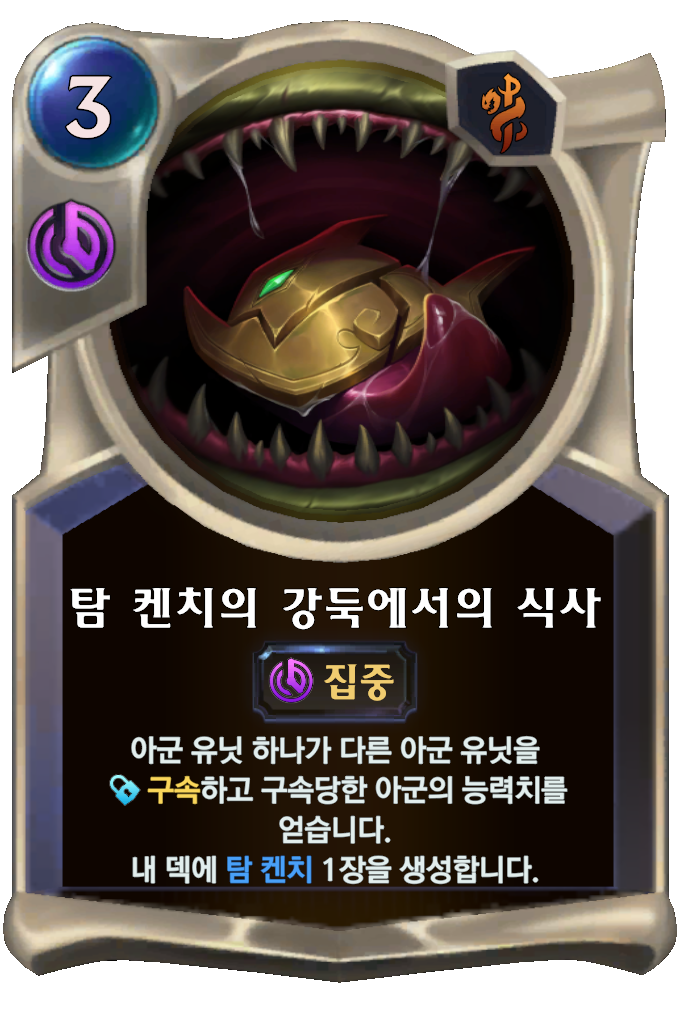 3
탐 켄치의 강둑에서의 식사
집중
아군 유닛 하나가 다른 아군 유닛을
구속하고 구속당한 아군의 능력치를
얻습니다.
내 덱에 탐 켄치 1장을 생성합니다.